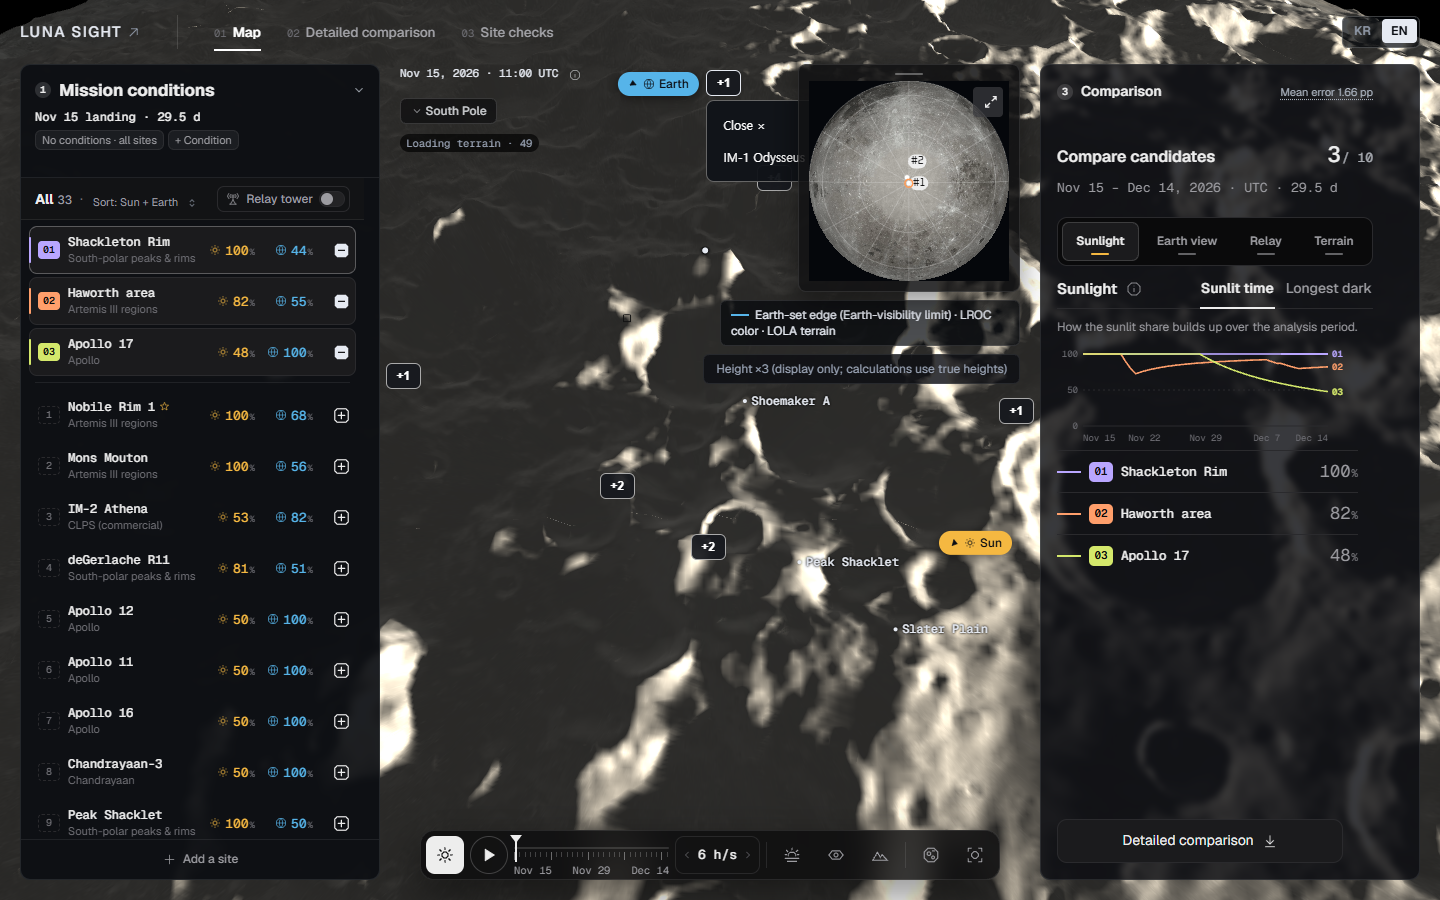 LUNA SIGHT
01 Map
02 Detailed comparison
03 Site checks
KR EN
1 Mission conditions
Nov 15 landing · 29.5 d
No conditions · all sites
+ Condition
All 33 · Sort: Sun + Earth
Relay tower
01 Shackleton Rim 100% 44%
South-polar peaks & rims
02 Haworth area 82% 55%
Artemis III regions
03 Apollo 17 48% 100%
Apollo
1 Nobile Rim 1 100% 68%
Artemis III regions
2 Mons Mouton 100% 56%
Artemis III regions
3 IM-2 Athena 53% 82%
CLPS (commercial)
4 deGerlache R11 81% 51%
South-polar peaks & rims
5 Apollo 12 50% 100%
Apollo
6 Apollo 11 50% 100%
Apollo
7 Apollo 16 50% 100%
Apollo
8 Chandrayaan-3 50% 100%
Chandrayaan
9 Peak Shacklet 100% 50%
South-polar peaks & rims
+ Add a site
Nov 15, 2026 · 11:00 UTC
South Pole
Loading terrain · 49
Earth
+1
Close ×
IM-1 Odysseus
#2
#1
Earth-set edge (Earth-visibility limit) · LROC
color · LOLA terrain
Height ×3 (display only; calculations use true heights)
+1
Shoemaker A
+1
+2
+2
Sun
Peak Shacklet
Slater Plain
6 h/s
Nov 15 Nov 29 Dec 14
3 Comparison
Mean error 1.66 pp
Compare candidates 3 / 10
Nov 15 – Dec 14, 2026 · UTC · 29.5 d
Sunlight Earth view Relay Terrain
Sunlight
Sunlit time Longest dark
How the sunlit share builds up over the analysis period.
100
50
0
01
02
03
Nov 15 Nov 22 Nov 29 Dec 7 Dec 14
01 Shackleton Rim 100%
02 Haworth area 82%
03 Apollo 17 48%
Detailed comparison